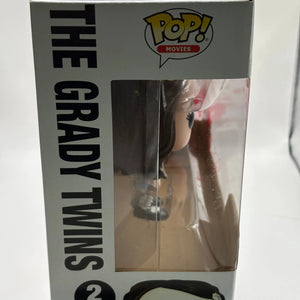 POP!
MOVIES
THE GRADY TWINS
2